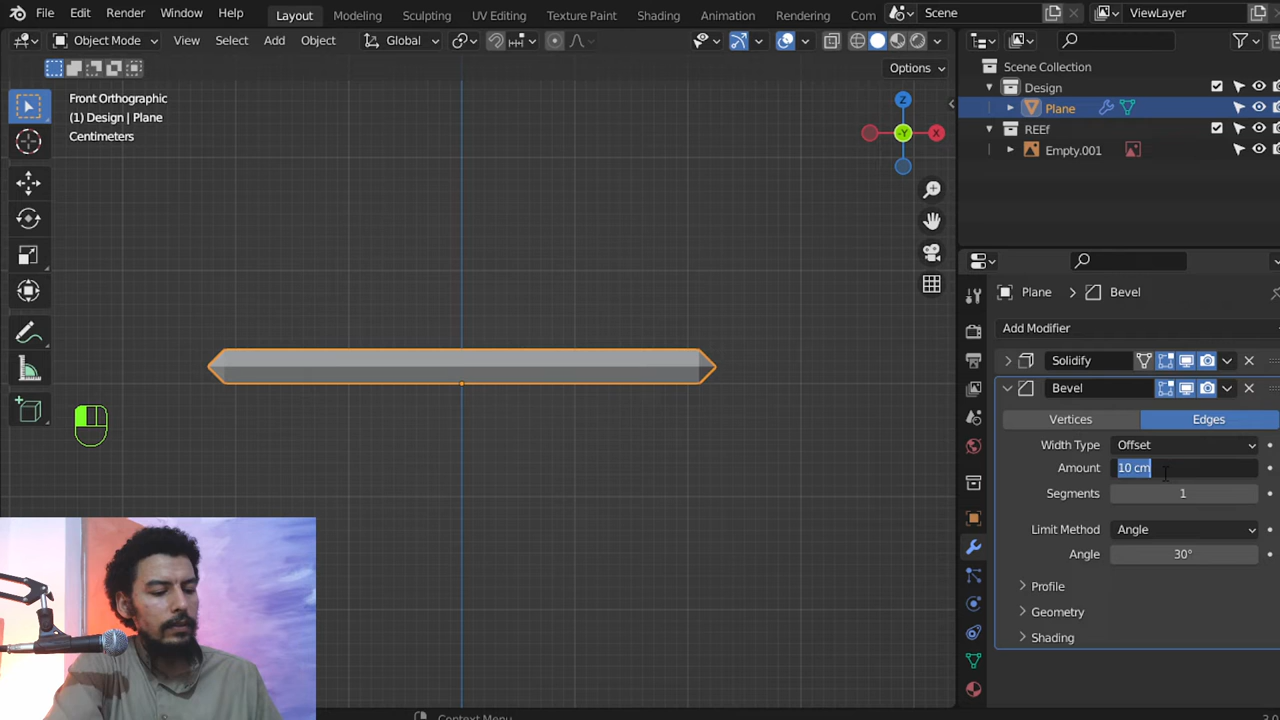 File Edit Render Window Help Layout Modeling Sculpting UV Editing Texture Paint Shading Animation Rendering Com Scene ViewLayer
Object Mode View Select Add Object Global
Options
Front Orthographic
(1) Design | Plane
Centimeters
Z
X
-Y
Scene Collection
Design
Plane
REEf
Empty.001
Plane > Bevel
Add Modifier
Solidify
Bevel
Vertices Edges
Width Type Offset
Amount 10 cm
Segments 1
Limit Method Angle
Angle 30°
Profile
Geometry
Shading
Context Menu